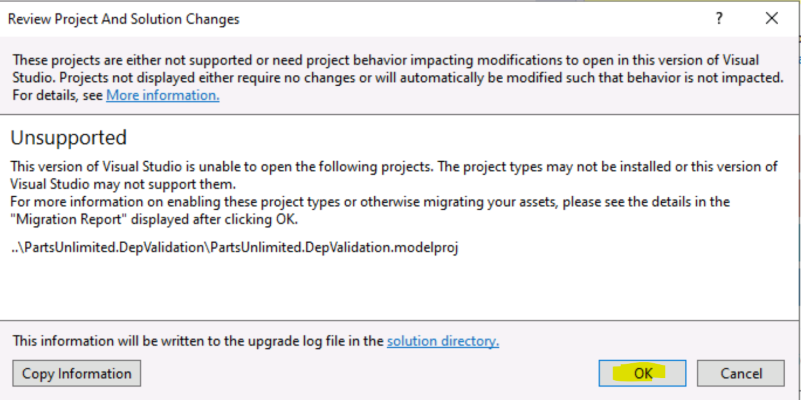 Review Project And Solution Changes
?
These projects are either not supported or need project behavior impacting modifications to open in this version of Visual
Studio. Projects not displayed either require no changes or will automatically be modified such that behavior is not impacted.
For details, see More information.
Unsupported
This version of Visual Studio is unable to open the following projects. The project types may not be installed or this version of
Visual Studio may not support them.
For more information on enabling these project types or otherwise migrating your assets, please see the details in the
"Migration Report" displayed after clicking OK.
..\PartsUnlimited.DepValidation\PartsUnlimited.DepValidation.modelproj
This information will be written to the upgrade log file in the solution directory.
Copy Information
OK
Cancel